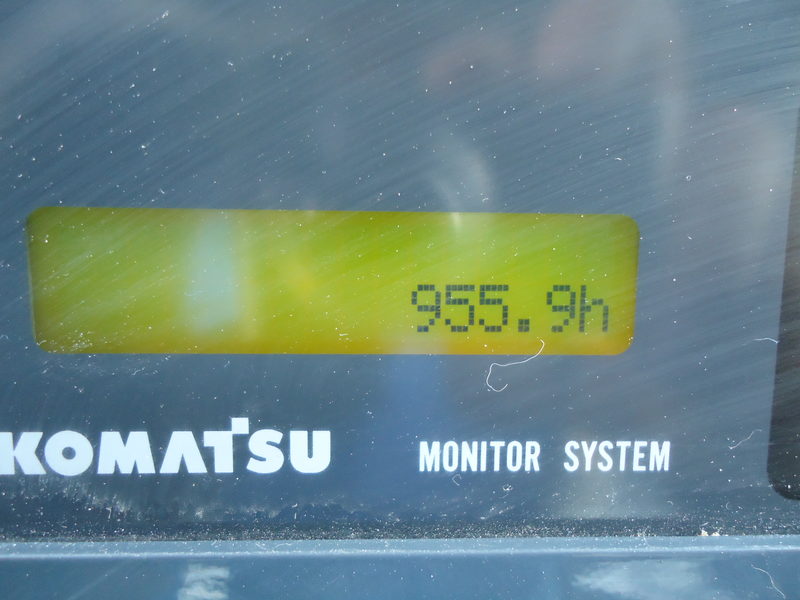 955.9h
KOMATSU MONITOR SYSTEM